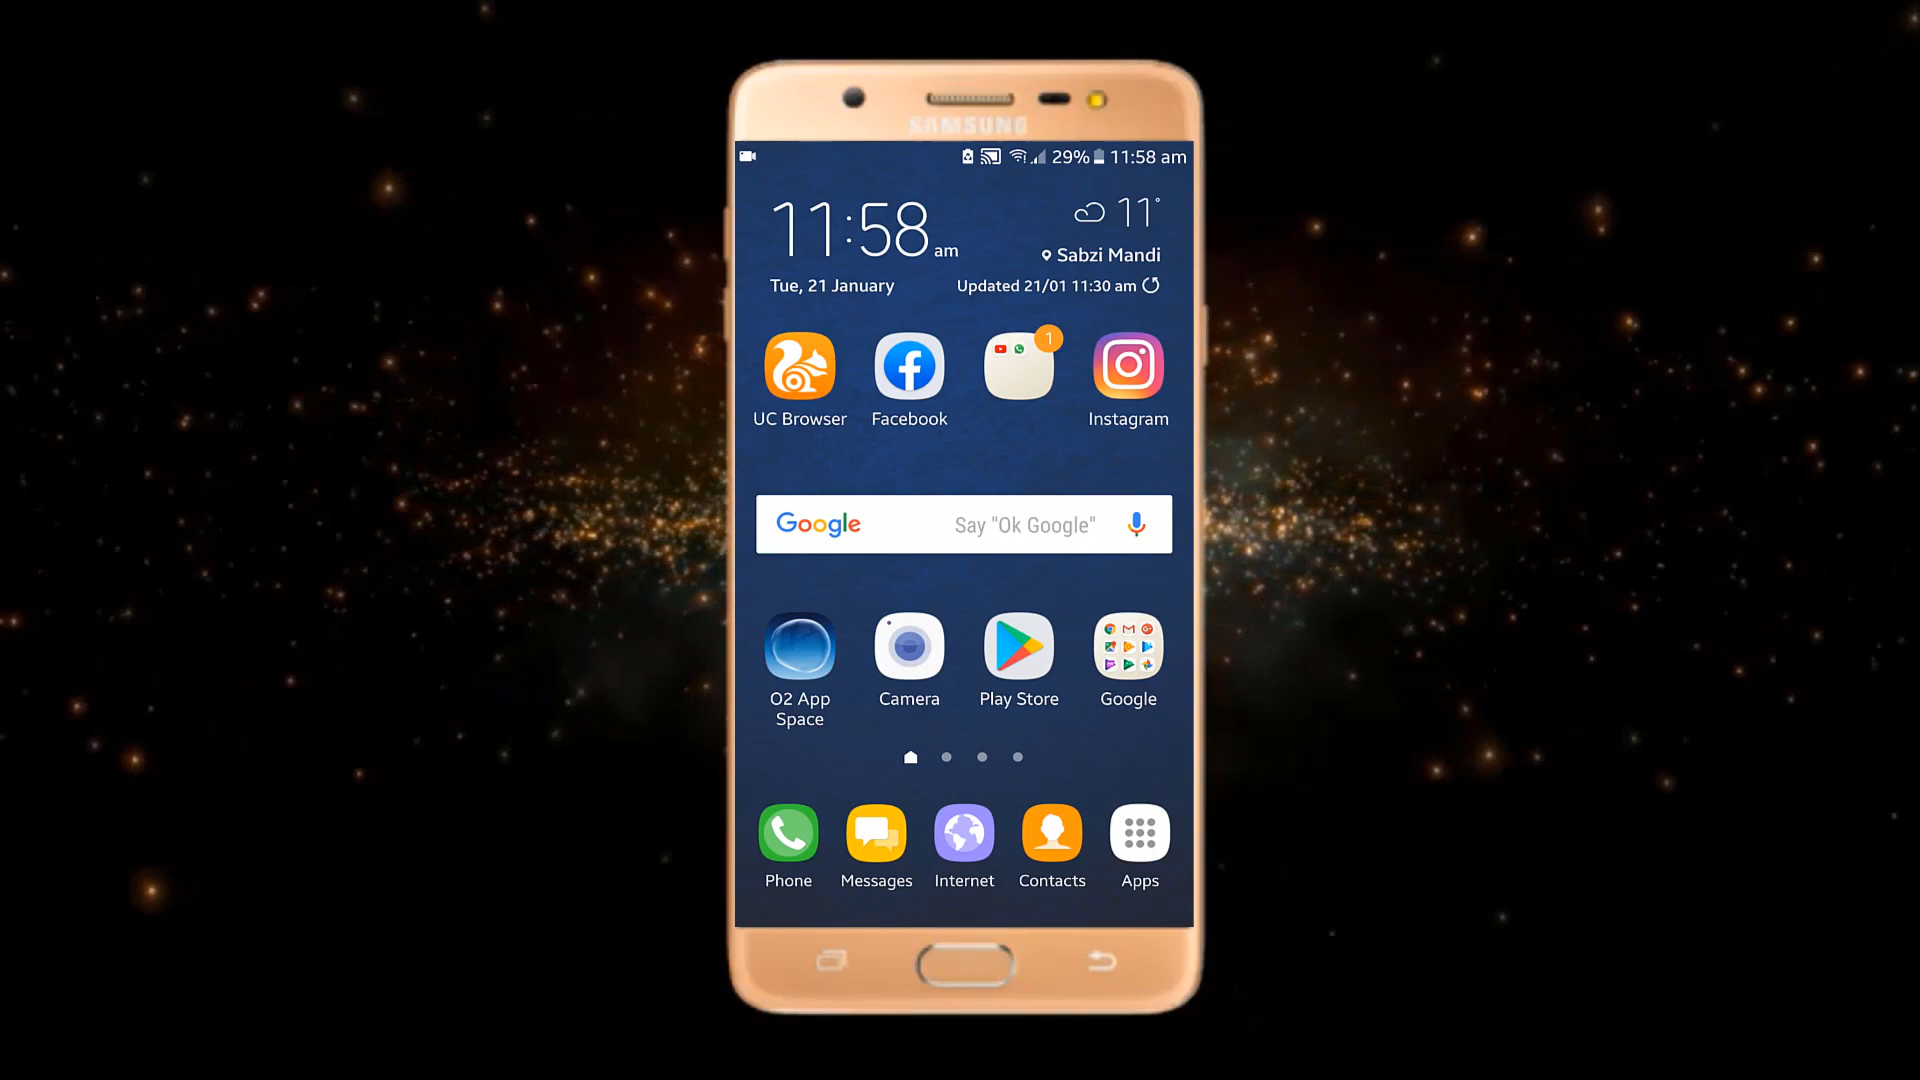 SAMSUNG
29% 11:58 am
11:58 am
11°
Sabzi Mandi
Tue, 21 January
Updated 21/01 11:30 am
1
UC Browser
Facebook
Instagram
Google
Say "Ok Google"
O2 App Space
Camera
Play Store
Google
Phone
Messages
Internet
Contacts
Apps